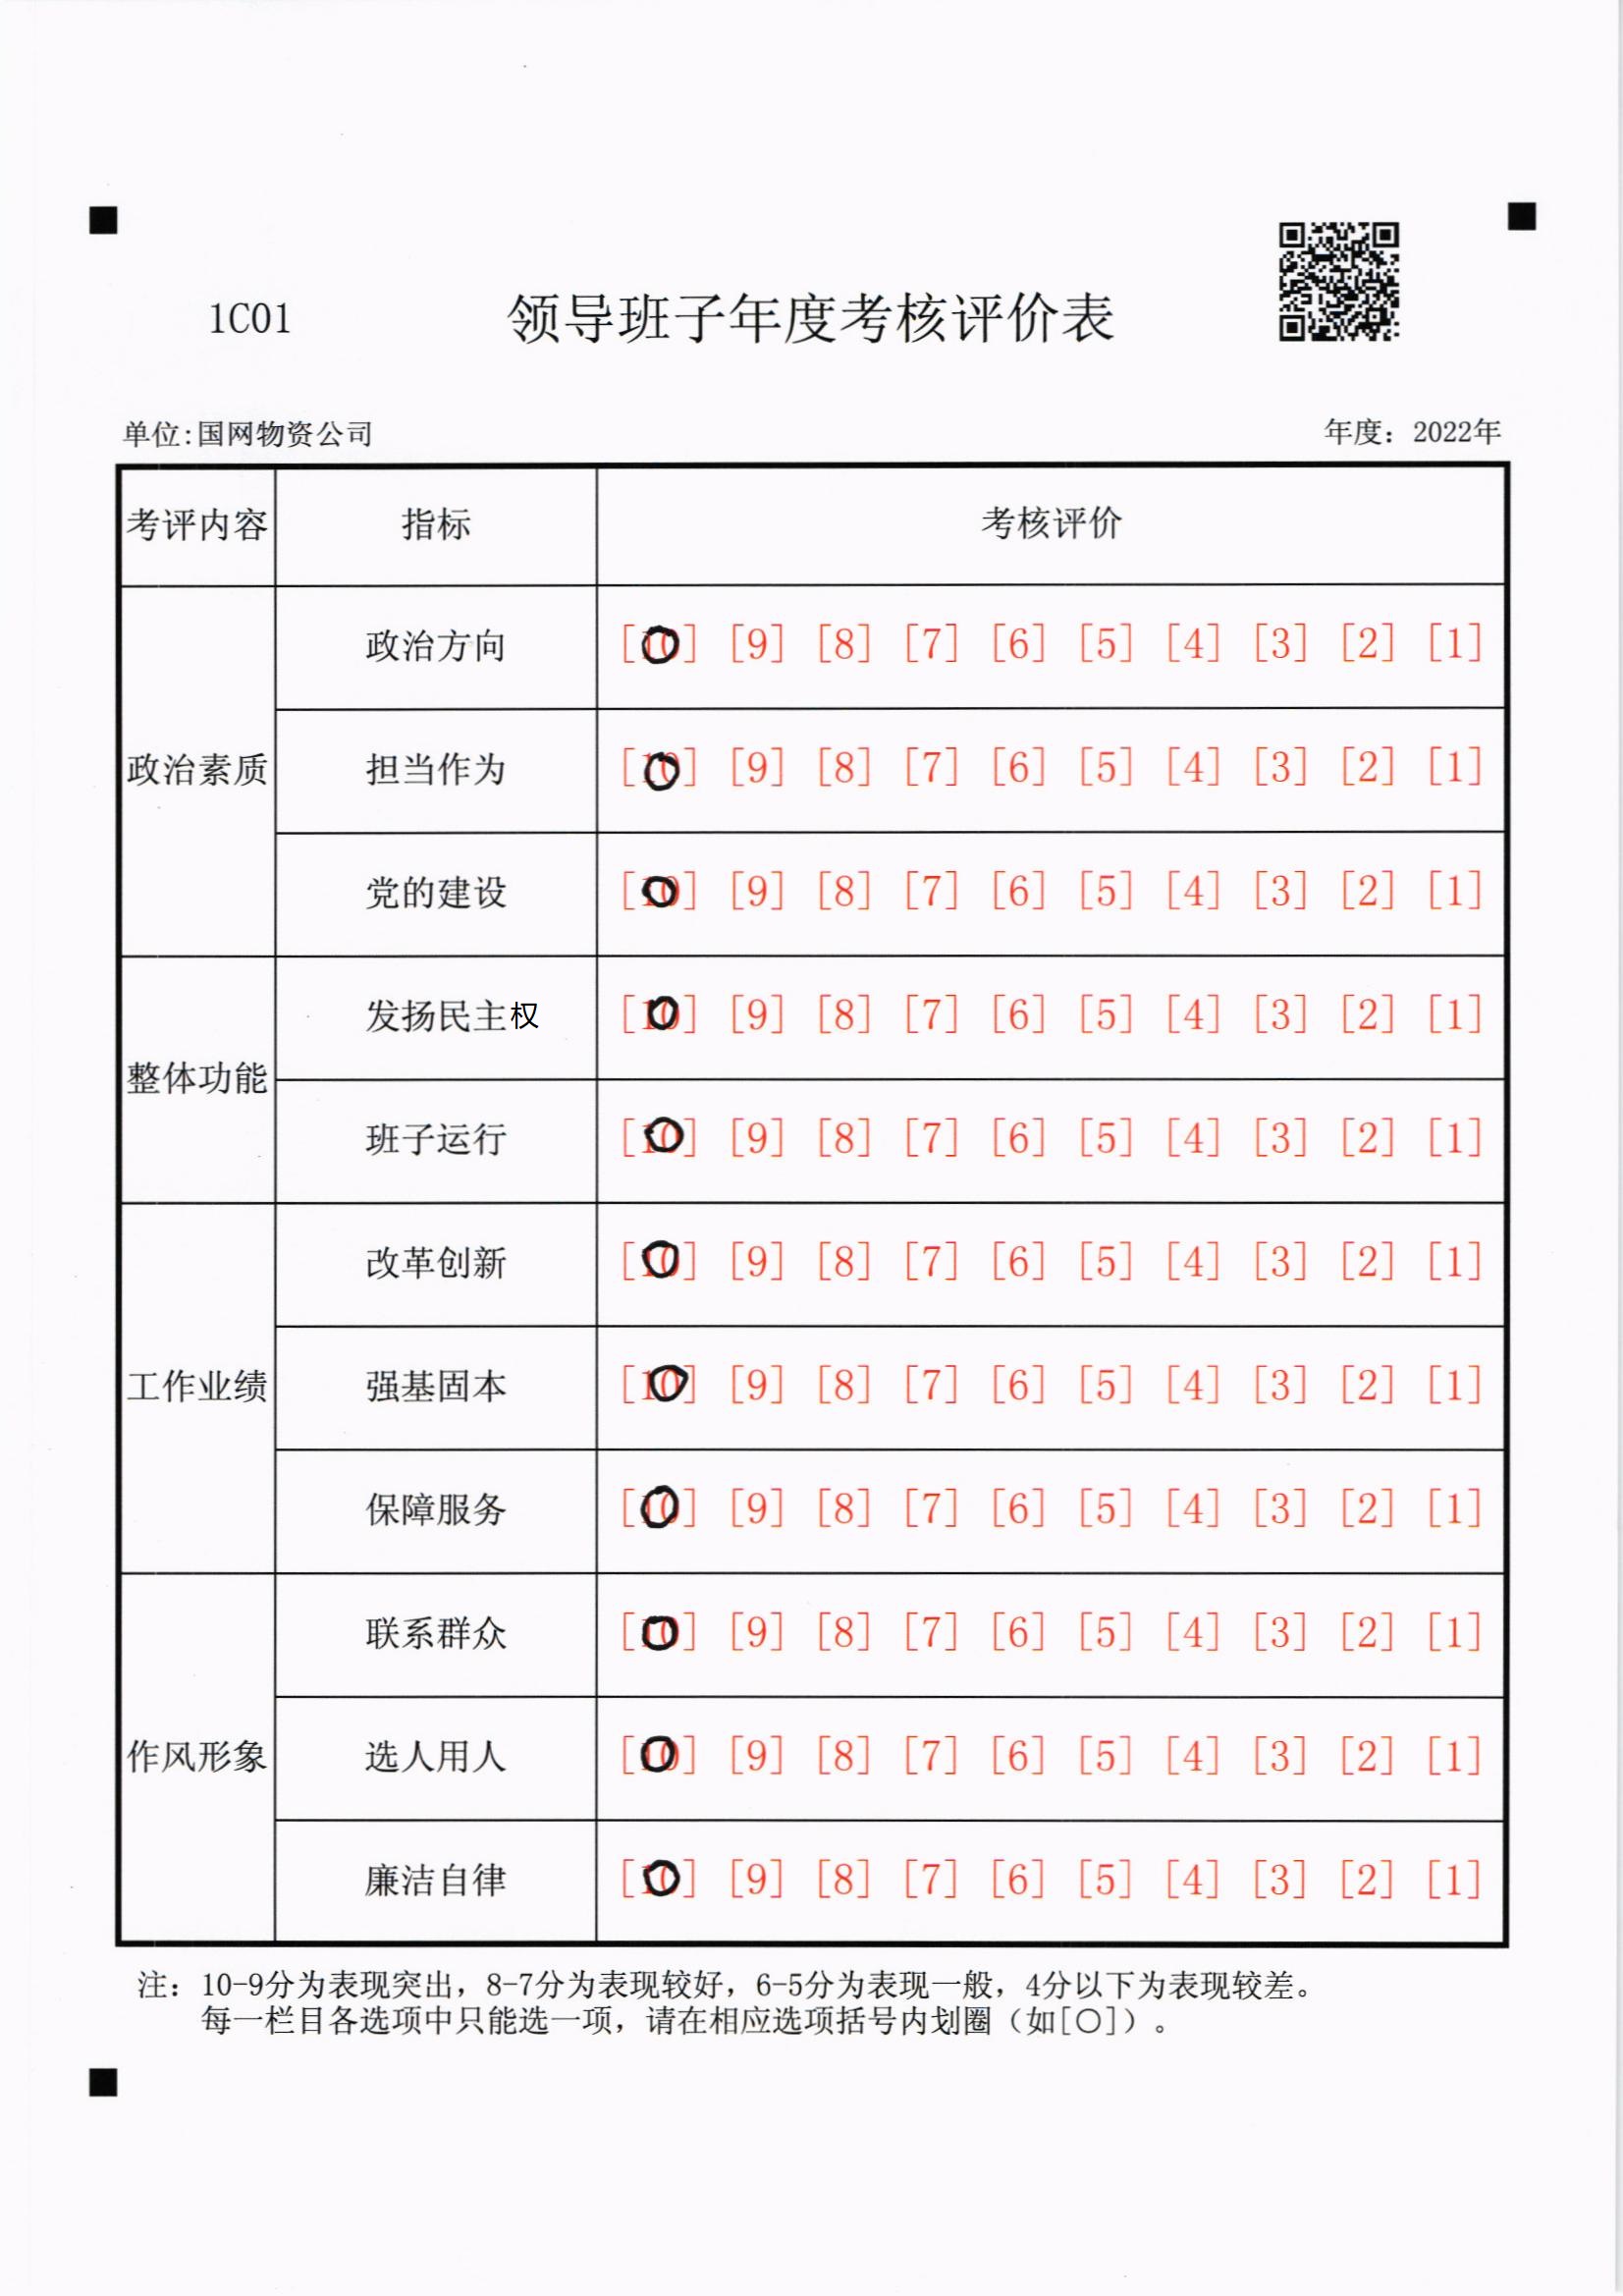 1C01 领导班子年度考核评价表
单位:国网物资公司 年度：2022年
考评内容 指标 考核评价
政治素质
政治方向 [10] [9] [8] [7] [6] [5] [4] [3] [2] [1]
担当作为 [10] [9] [8] [7] [6] [5] [4] [3] [2] [1]
党的建设 [10] [9] [8] [7] [6] [5] [4] [3] [2] [1]
整体功能
发扬民主权 [10] [9] [8] [7] [6] [5] [4] [3] [2] [1]
班子运行 [10] [9] [8] [7] [6] [5] [4] [3] [2] [1]
工作业绩
改革创新 [10] [9] [8] [7] [6] [5] [4] [3] [2] [1]
强基固本 [10] [9] [8] [7] [6] [5] [4] [3] [2] [1]
保障服务 [10] [9] [8] [7] [6] [5] [4] [3] [2] [1]
作风形象
联系群众 [10] [9] [8] [7] [6] [5] [4] [3] [2] [1]
选人用人 [10] [9] [8] [7] [6] [5] [4] [3] [2] [1]
廉洁自律 [10] [9] [8] [7] [6] [5] [4] [3] [2] [1]
注：10-9分为表现突出，8-7分为表现较好，6-5分为表现一般，4分以下为表现较差。
每一栏目各选项中只能选一项，请在相应选项括号内划圈（如[○]）。